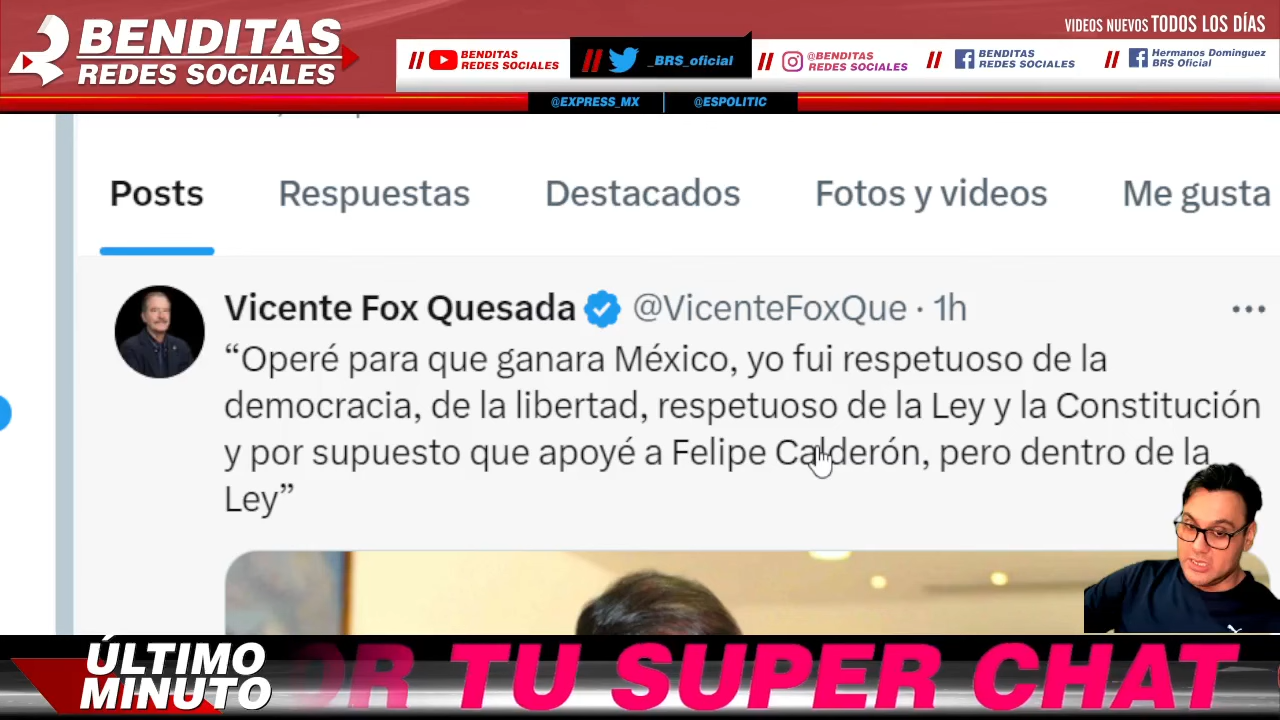 BENDITAS
REDES SOCIALES
VIDEOS NUEVOS TODOS LOS DÍAS
BENDITAS
REDES SOCIALES
_BRS_oficial
@BENDITAS
REDES SOCIALES
BENDITAS
REDES SOCIALES
Hermanos Dominguez
BRS Oficial
@EXPRESS_MX
@ESPOLITIC
Posts
Respuestas
Destacados
Fotos y videos
Me gusta
Vicente Fox Quesada @VicenteFoxQue · 1h
“Operé para que ganara México, yo fui respetuoso de la
democracia, de la libertad, respetuoso de la Ley y la Constitución
y por supuesto que apoyé a Felipe Calderón, pero dentro de la
Ley”
ÚLTIMO
MINUTO
OR TU SUPER CHAT